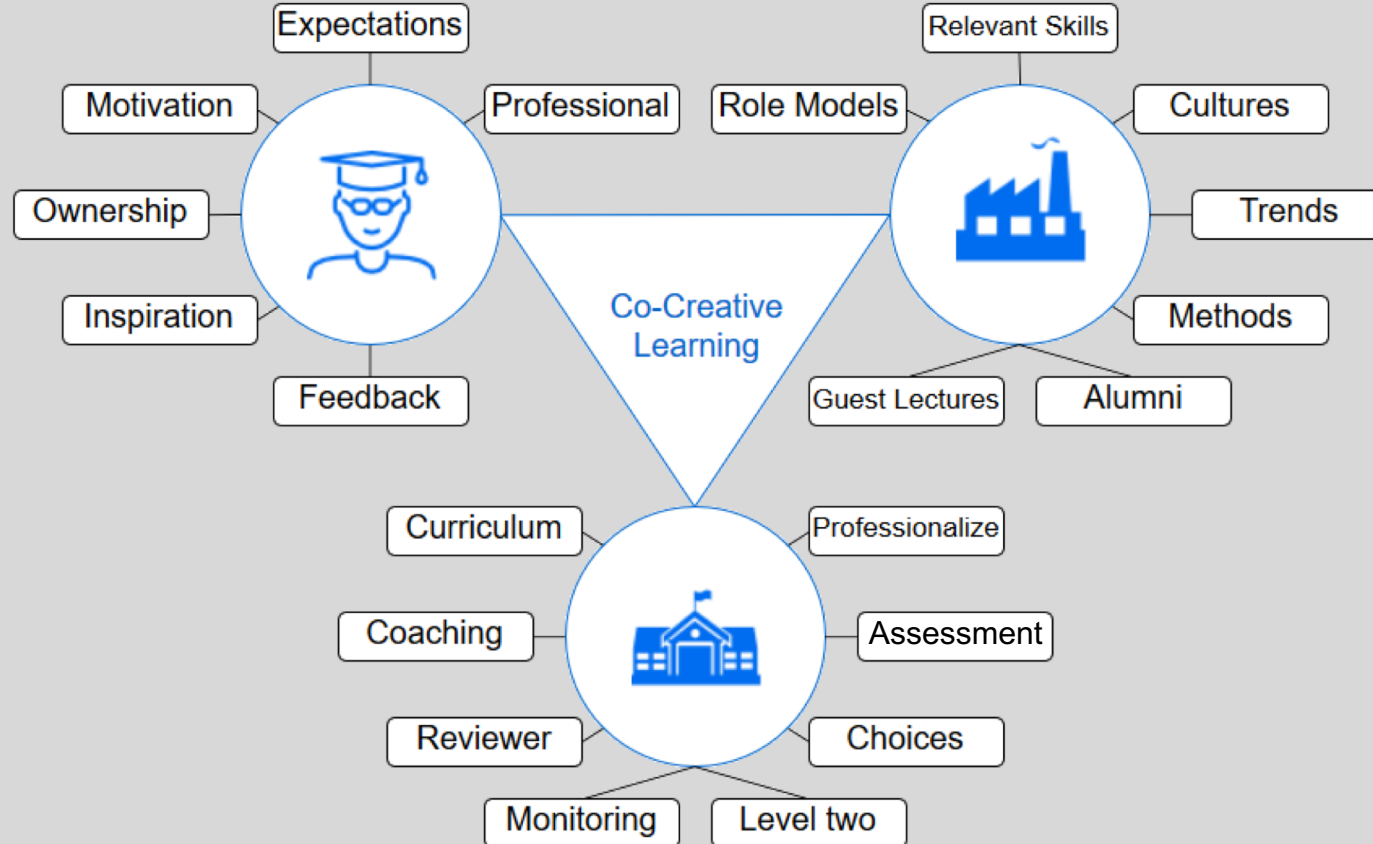 Expectations
Relevant Skills
Motivation
Professional
Role Models
Cultures
Ownership
Trends
Co-Creative
Learning
Inspiration
Methods
Feedback
Guest Lectures
Alumni
Curriculum
Professionalize
Coaching
Assessment
Reviewer
Choices
Monitoring
Level two